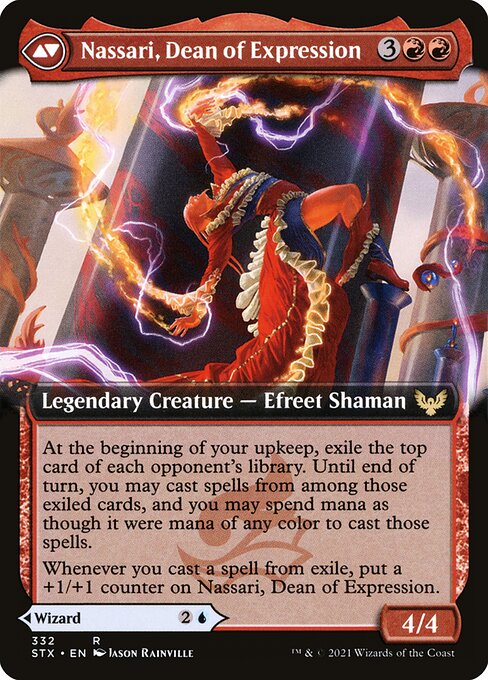 Nassari, Dean of Expression 3
Legendary Creature — Efreet Shaman
At the beginning of your upkeep, exile the top
card of each opponent's library. Until end of
turn, you may cast spells from among those
exiled cards, and you may spend mana as
though it were mana of any color to cast those
spells.
Whenever you cast a spell from exile, put a
+1/+1 counter on Nassari, Dean of Expression.
Wizard 2
4/4
332 R
STX • EN Jason Rainville ™ & © 2021 Wizards of the Coast